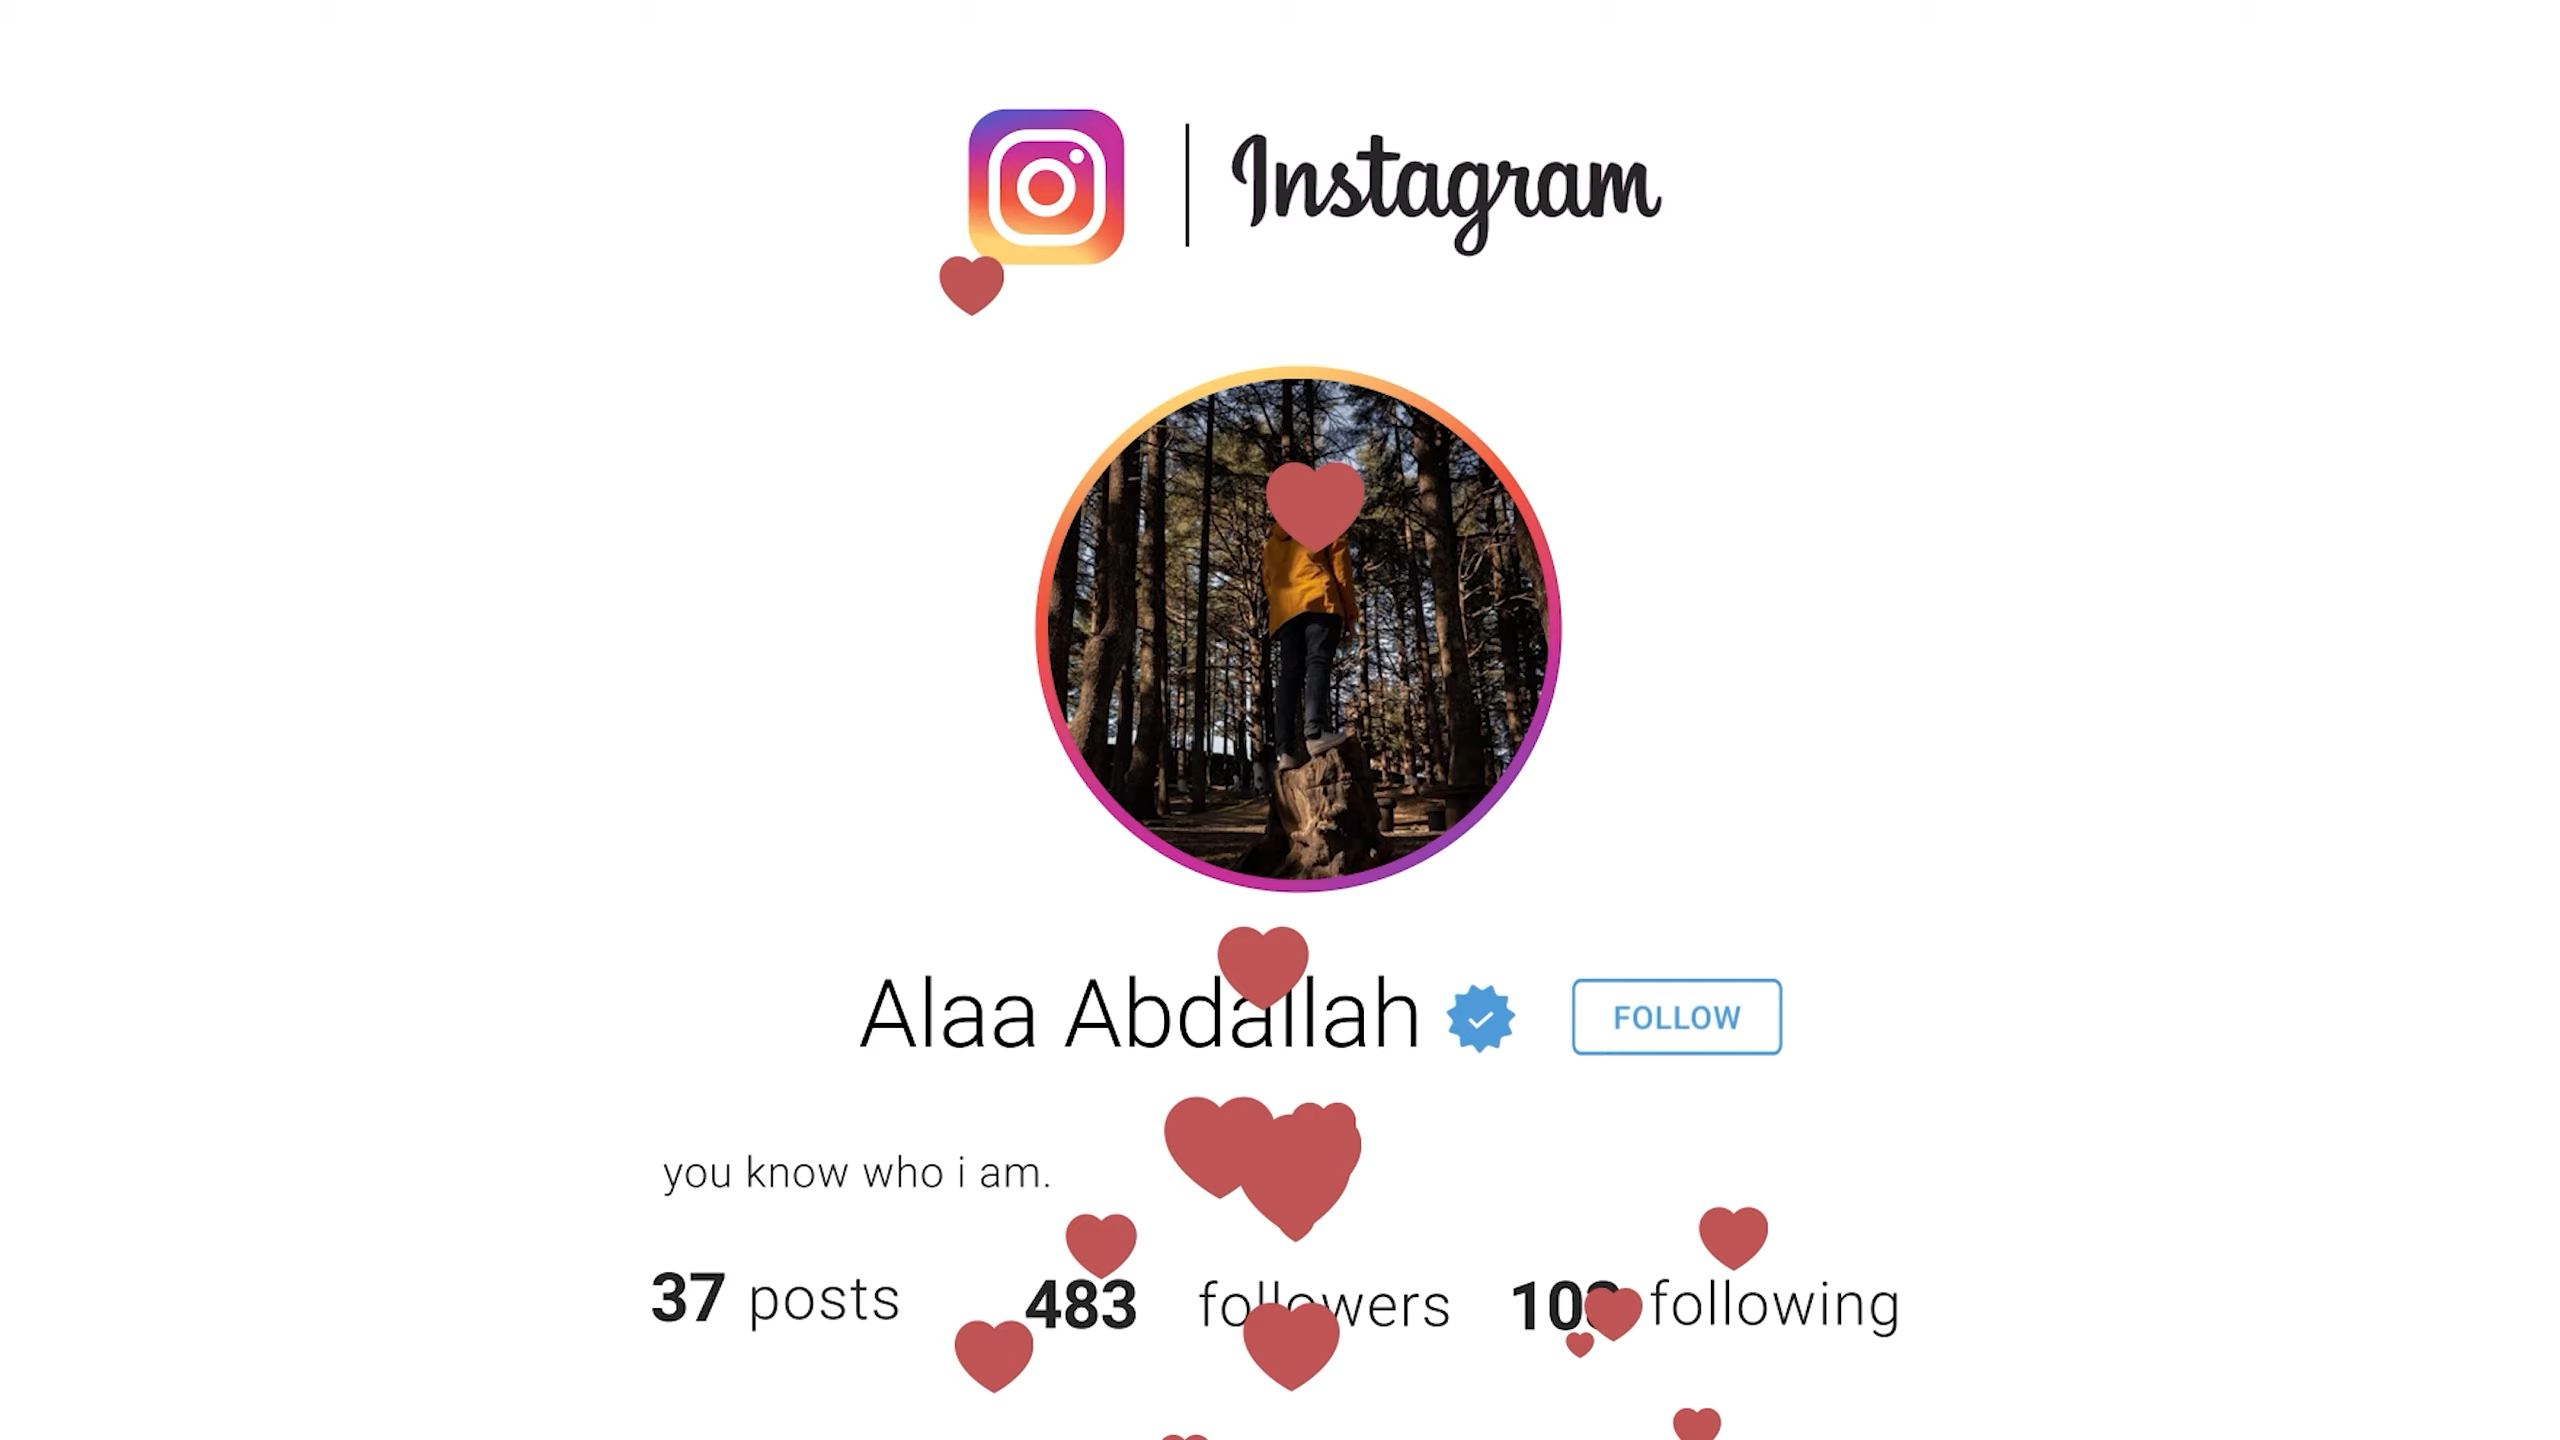 Instagram
Alaa Abdallah
FOLLOW
you know who i am.
37 posts 483 followers following